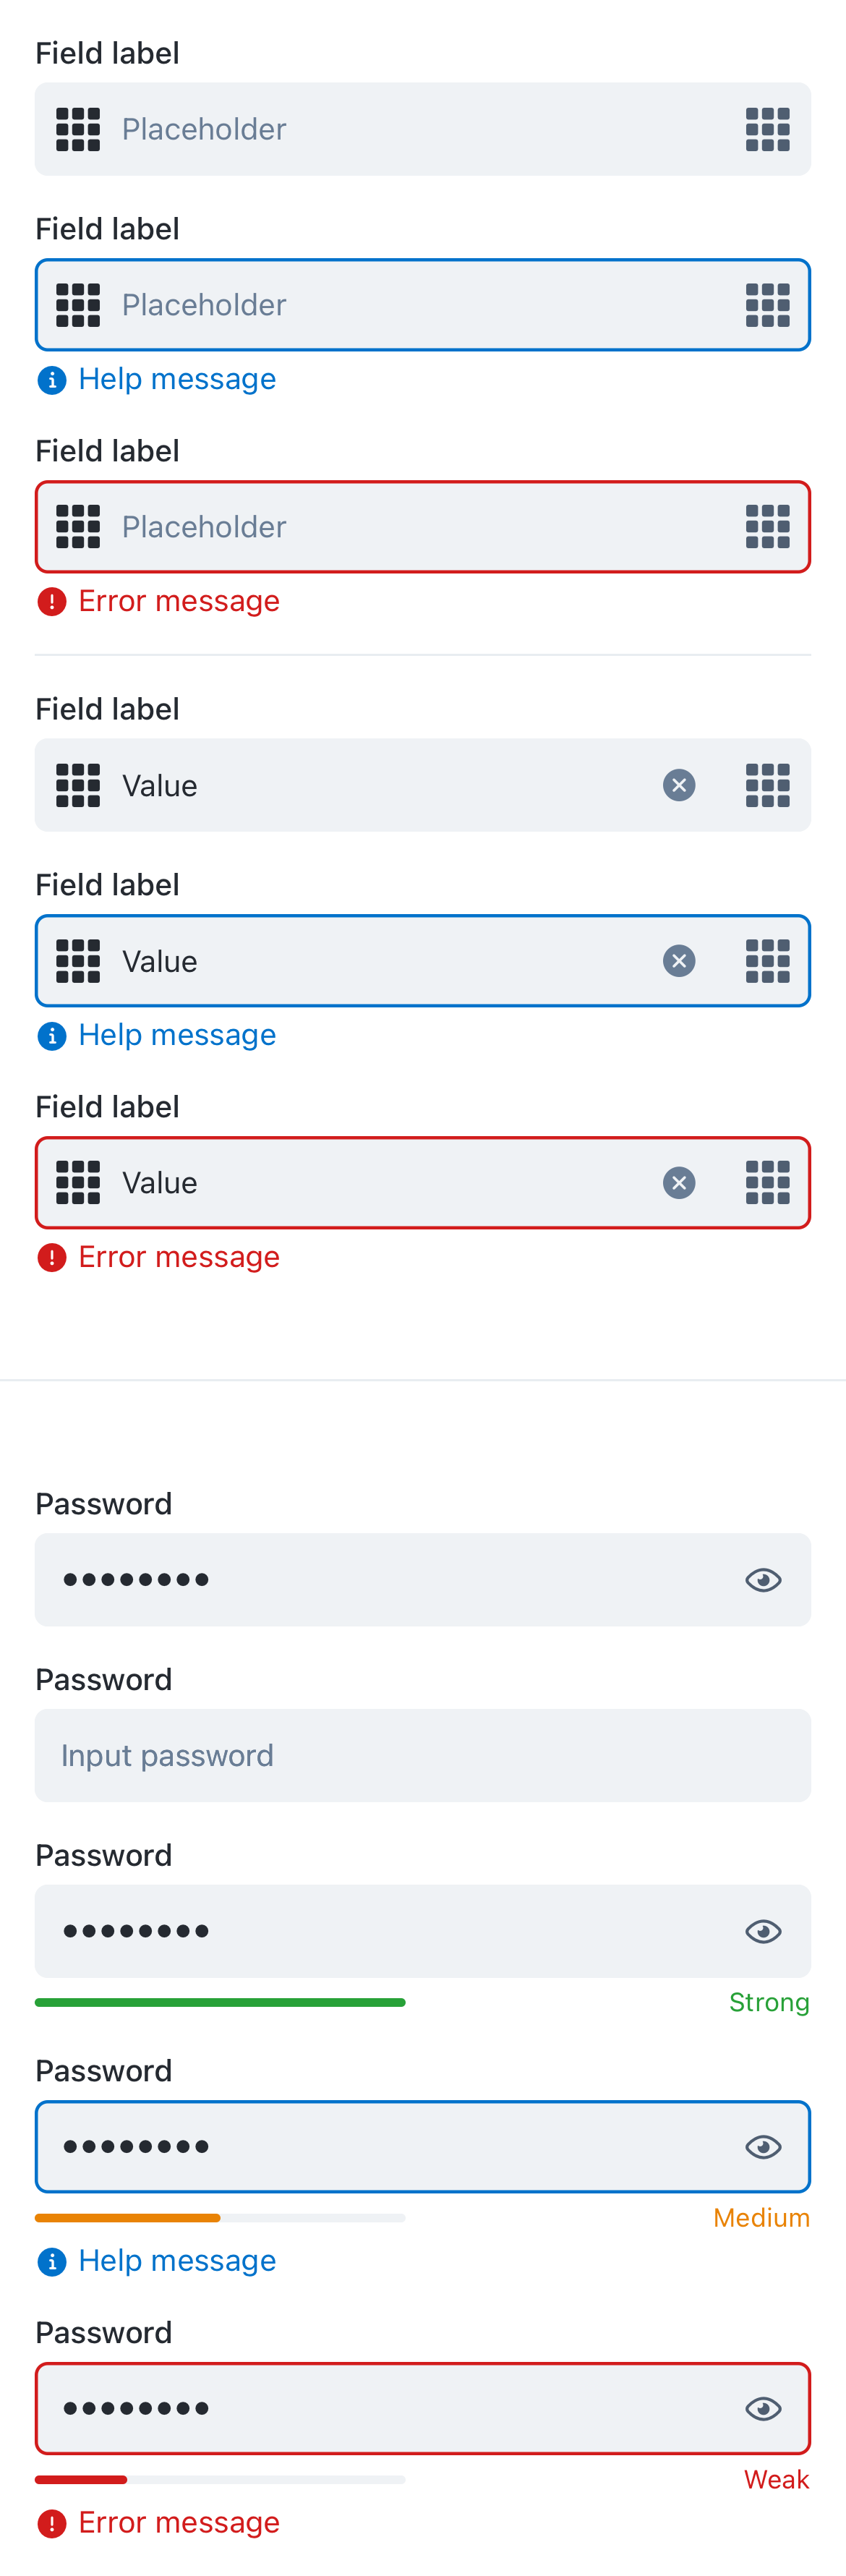 Field label
Placeholder
Field label
Placeholder
Help message
Field label
Placeholder
Error message
Field label
Value
Field label
Value
Help message
Field label
Value
Error message
Password
••••••••
Password
Input password
Password
••••••••
Strong
Password
••••••••
Medium
Help message
Password
••••••••
Weak
Error message